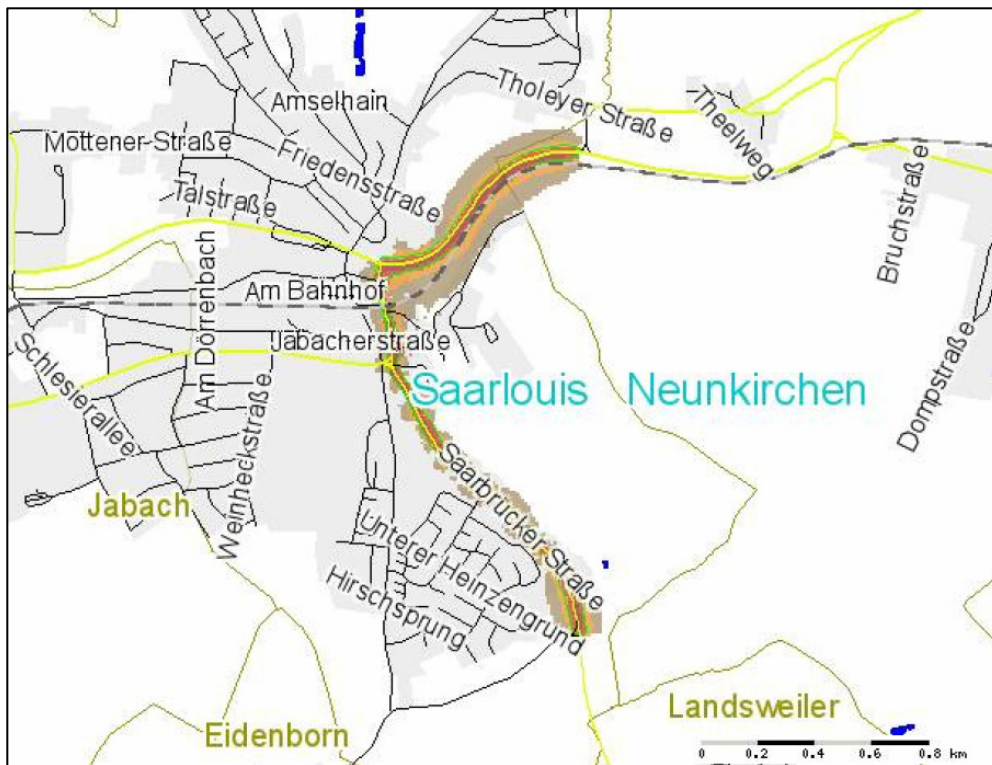 Amselhain
Tholeyer Straße
Theelweg
Mottener-Straße
Friedensstraße
Talstraße
Bruchstraße
Am Bahnhof
Am Dörrenbach
Jabacherstraße
Schlesierallee
Saarlouis Neunkirchen
Dompstraße
Weinheckstraße
Jabach
Saarbrücker Straße
Unterer Heinzengrund
Hirschsprung
Landsweiler
Eidenborn
0 0.2 0.4 0.6 0.8 km